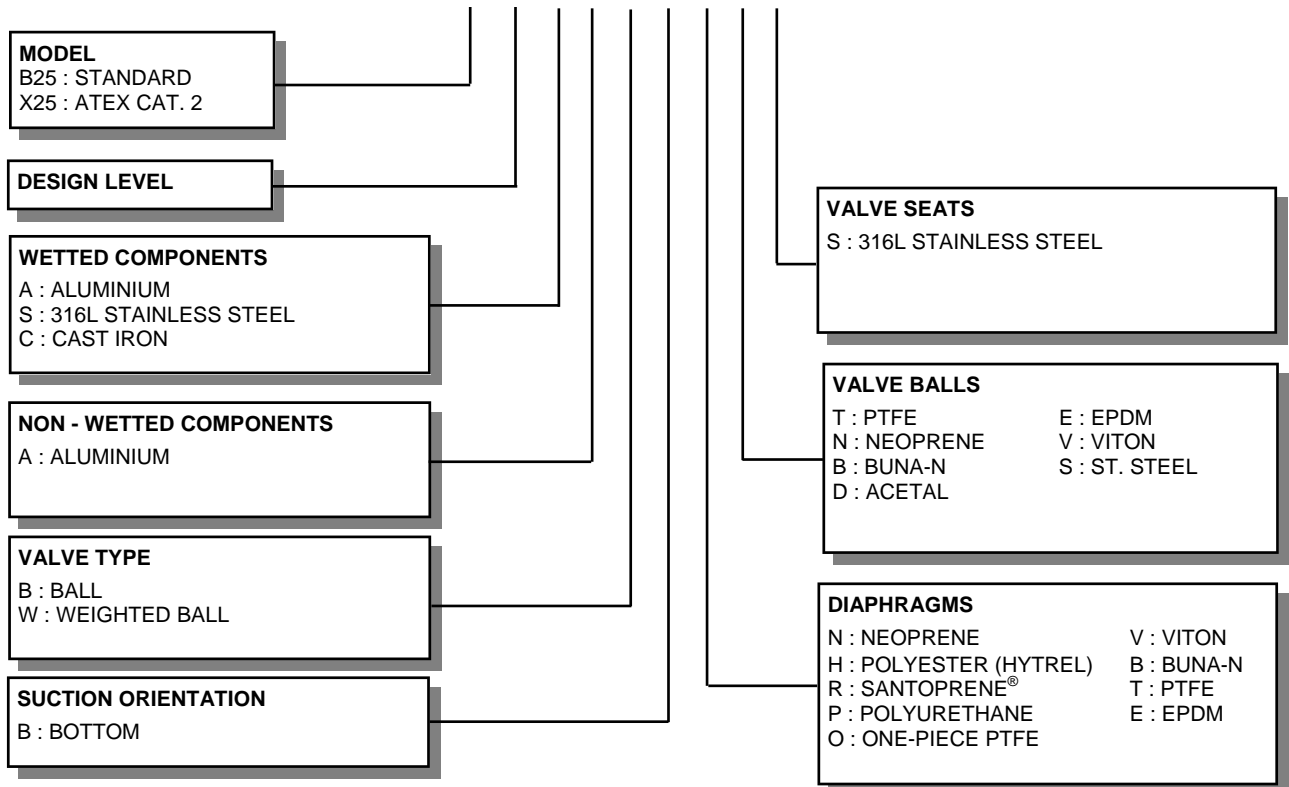 MODEL
B25 : STANDARD
X25 : ATEX CAT. 2
DESIGN LEVEL
WETTED COMPONENTS
A : ALUMINIUM
S : 316L STAINLESS STEEL
C : CAST IRON
NON - WETTED COMPONENTS
A : ALUMINIUM
VALVE TYPE
B : BALL
W : WEIGHTED BALL
SUCTION ORIENTATION
B : BOTTOM
VALVE SEATS
S : 316L STAINLESS STEEL
VALVE BALLS
T : PTFE E : EPDM
N : NEOPRENE V : VITON
B : BUNA-N S : ST. STEEL
D : ACETAL
DIAPHRAGMS
N : NEOPRENE V : VITON
H : POLYESTER (HYTREL) B : BUNA-N
R : SANTOPRENE® T : PTFE
P : POLYURETHANE E : EPDM
O : ONE-PIECE PTFE